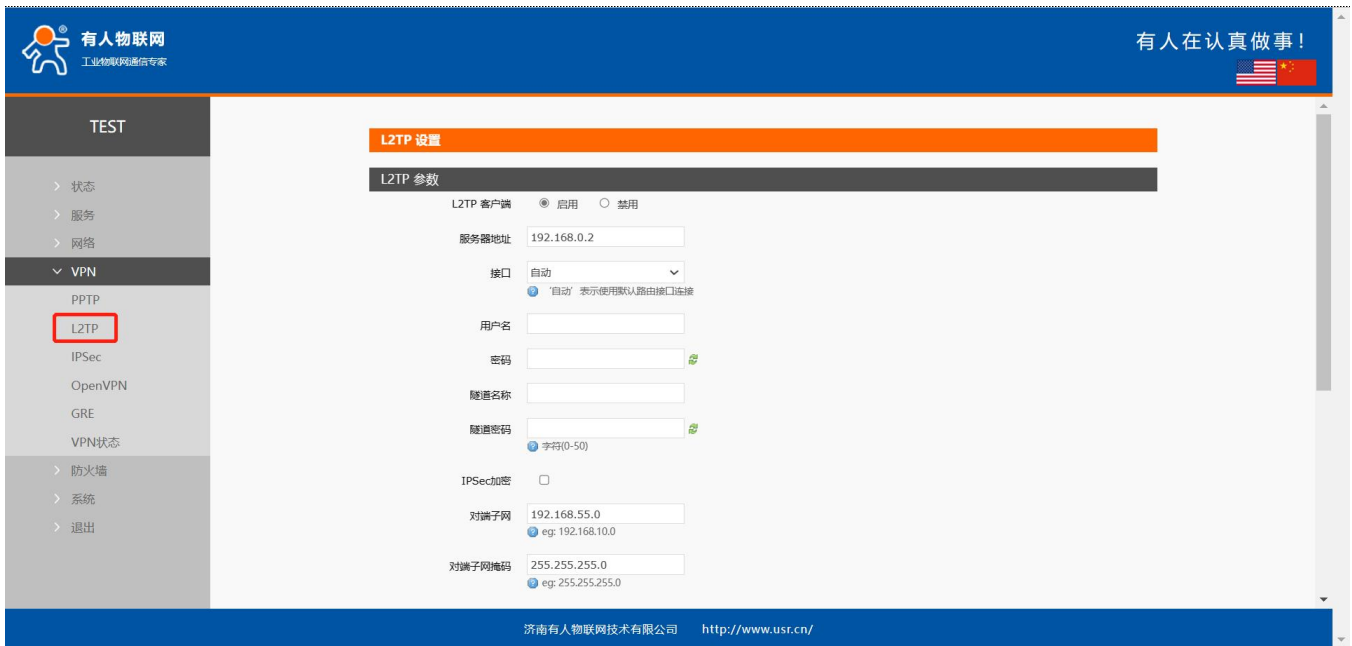 有人物联网
工业物联网通信专家
®
有人在认真做事!
TEST
状态
服务
网络
VPN
PPTP
L2TP
IPSec
OpenVPN
GRE
VPN状态
防火墙
系统
退出
L2TP 设置
L2TP 参数
L2TP 客户端 启用 禁用
服务器地址 192.168.0.2
接口 自动
‘自动’表示使用默认路由接口连接
用户名
密码
隧道名称
隧道密码
字符(0-50)
IPSec加密
对端子网 192.168.55.0
eg: 192.168.10.0
对端子网掩码 255.255.255.0
eg: 255.255.255.0
济南有人物联网技术有限公司 http://www.usr.cn/